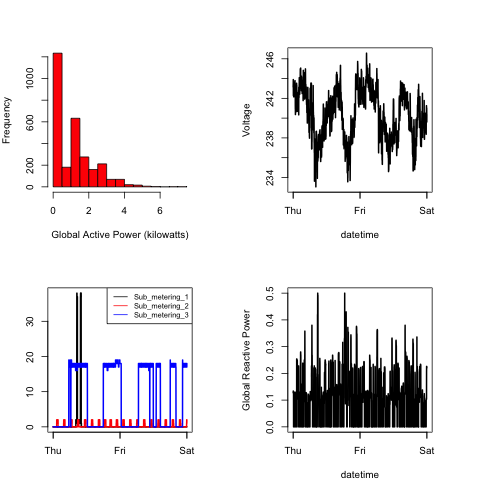 Frequency
0 200 600 1000
0 2 4 6
Global Active Power (kilowatts)
Voltage
234 238 242 246
Thu Fri Sat
datetime
0 10 20 30
Sub_metering_1
Sub_metering_2
Sub_metering_3
Thu Fri Sat
Global Reactive Power
0.0 0.1 0.2 0.3 0.4 0.5
Thu Fri Sat
datetime